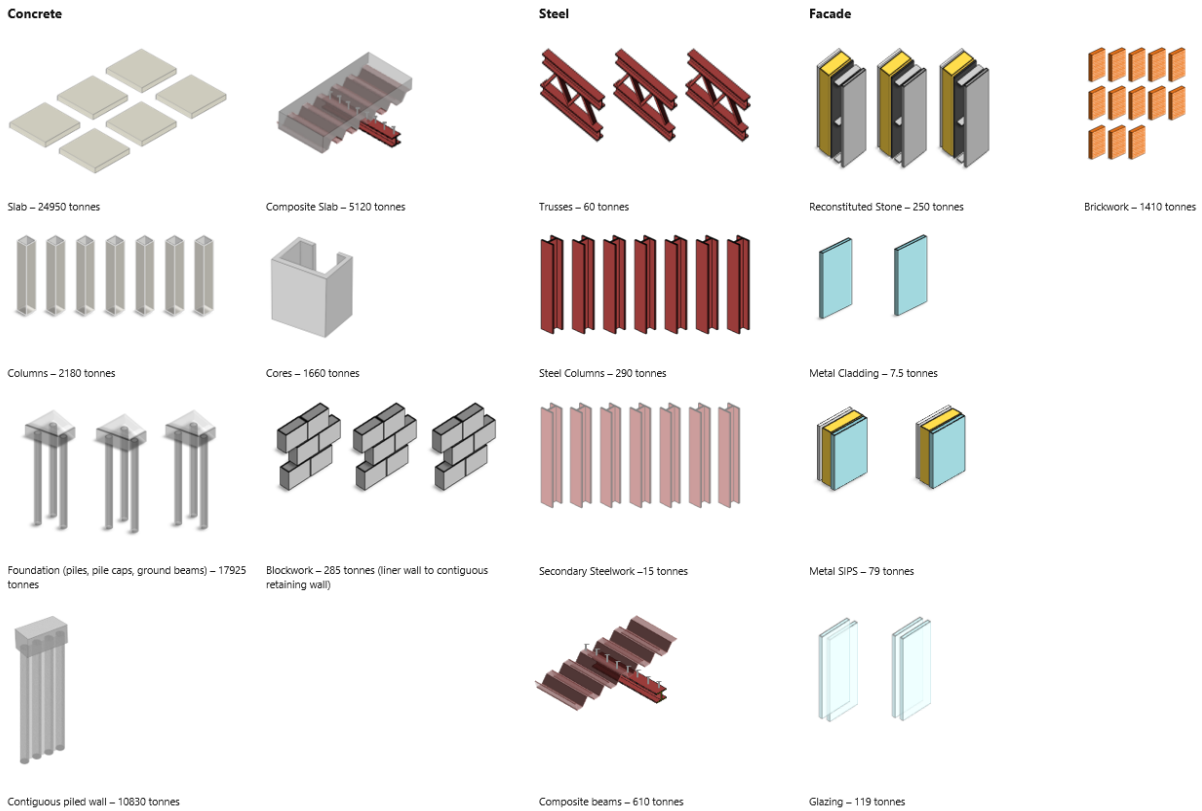 Concrete
Steel
Facade
Slab – 24950 tonnes
Composite Slab – 5120 tonnes
Trusses – 60 tonnes
Reconstituted Stone – 250 tonnes
Brickwork – 1410 tonnes
Columns – 2180 tonnes
Cores – 1660 tonnes
Steel Columns – 290 tonnes
Metal Cladding – 7.5 tonnes
Foundation (piles, pile caps, ground beams) – 17925
tonnes
Blockwork – 285 tonnes (liner wall to contiguous
retaining wall)
Secondary Steelwork –15 tonnes
Metal SIPS – 79 tonnes
Contiguous piled wall – 10830 tonnes
Composite beams – 610 tonnes
Glazing – 119 tonnes